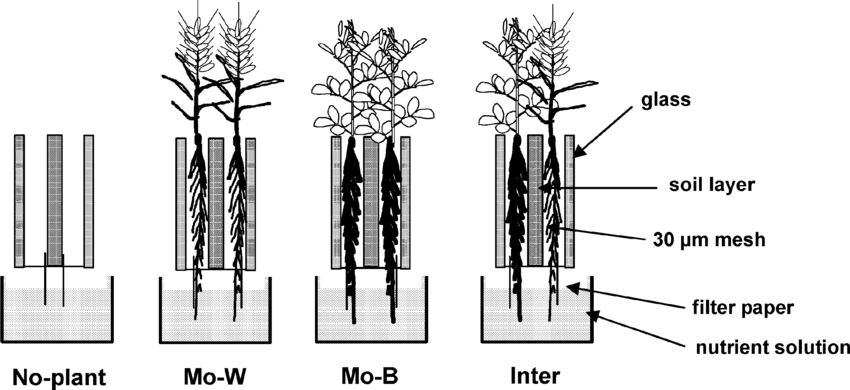 glass
soil layer
30 µm mesh
filter paper
nutrient solution
No-plant
Mo-W
Mo-B
Inter